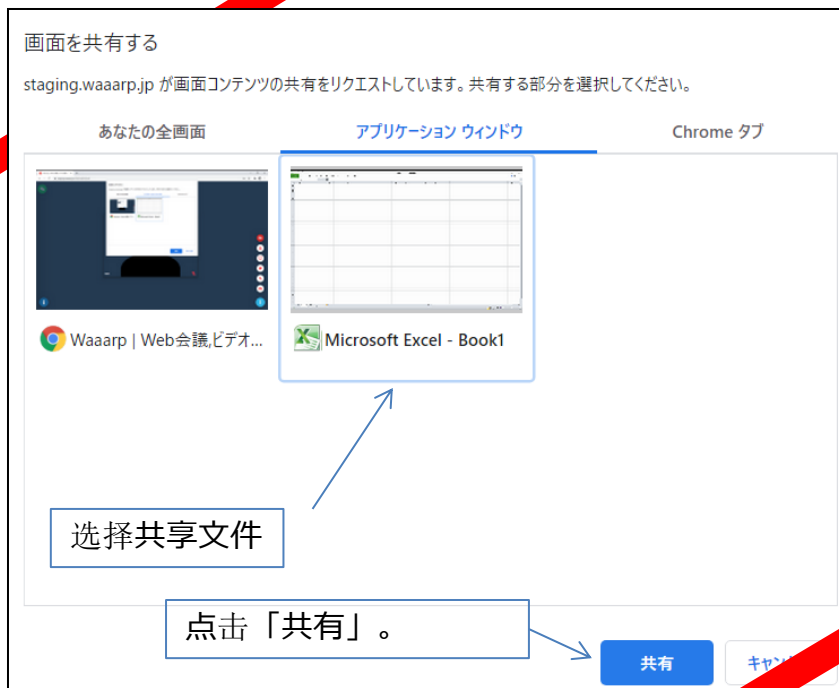 画面を共有する
staging.waaarp.jp が画面コンテンツの共有をリクエストしています。共有する部分を選択してください。
あなたの全画面
アプリケーション ウィンドウ
Chrome タブ
Waaarp | Web会議,ビデオ...
Microsoft Excel - Book1
选择共享文件
点击「共有」。
共有